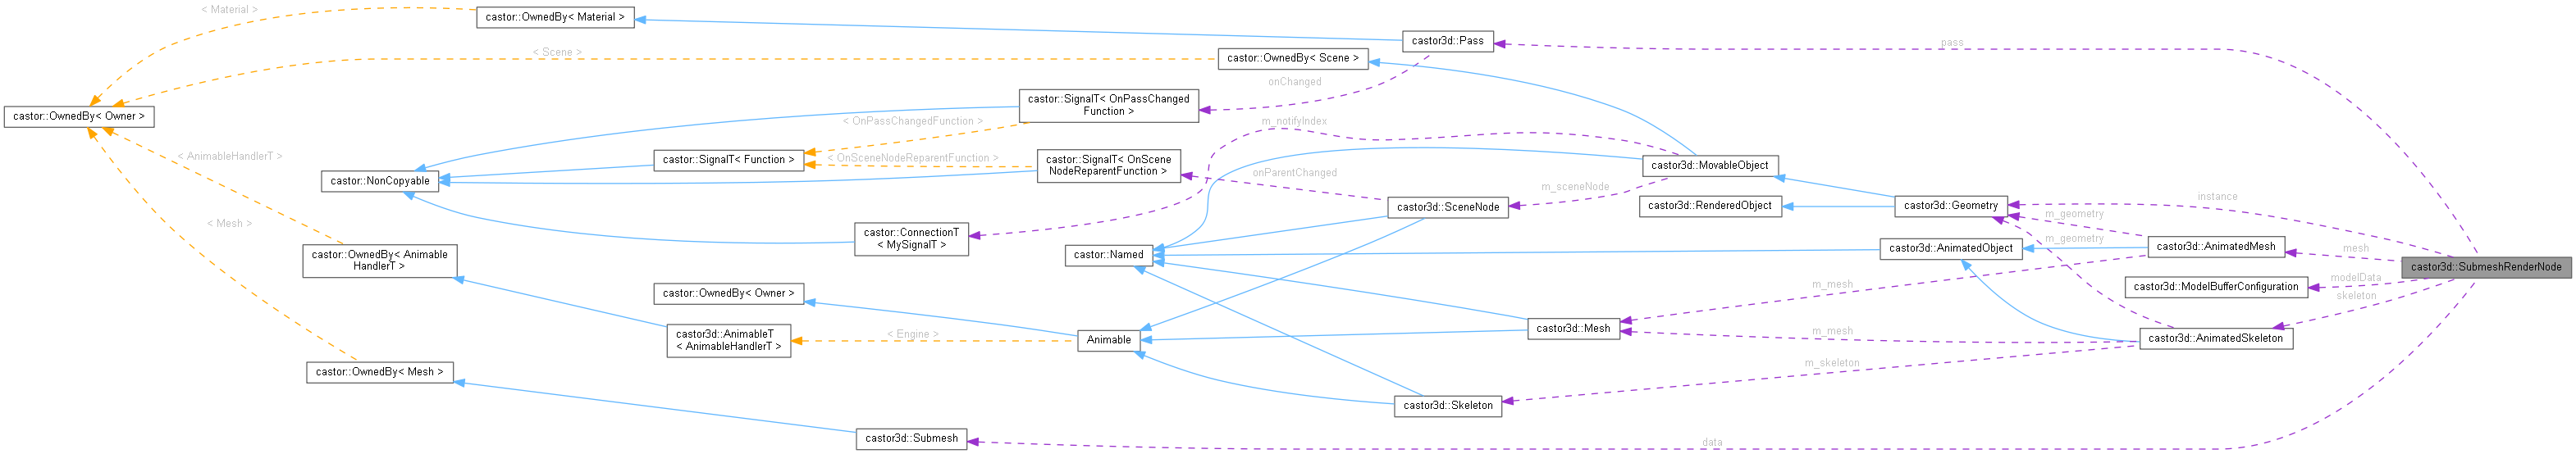 < Material >
castor::OwnedBy< Material >
castor3d::Pass
pass
< Scene >
castor::OwnedBy< Scene >
onChanged
castor::SignalT< OnPassChanged
Function >
castor::OwnedBy< Owner >
< OnPassChangedFunction >
m_notifyIndex
< AnimableHandlerT >
castor::SignalT< Function >
< OnSceneNodeReparentFunction >
castor::SignalT< OnScene
NodeReparentFunction >
castor3d::MovableObject
onParentChanged
castor::NonCopyable
m_sceneNode
instance
castor3d::SceneNode
castor3d::RenderedObject
castor3d::Geometry
m_geometry
< Mesh >
castor::ConnectionT
< MySignalT >
m_geometry
castor::OwnedBy< Animable
HandlerT >
castor::Named
castor3d::AnimatedObject
castor3d::AnimatedMesh
mesh
castor3d::SubmeshRenderNode
modelData
castor::OwnedBy< Owner >
m_mesh
castor3d::ModelBufferConfiguration
skeleton
castor3d::AnimableT
< AnimableHandlerT >
< Engine >
Animable
castor3d::Mesh
m_mesh
castor3d::AnimatedSkeleton
castor::OwnedBy< Mesh >
m_skeleton
castor3d::Skeleton
castor3d::Submesh
data